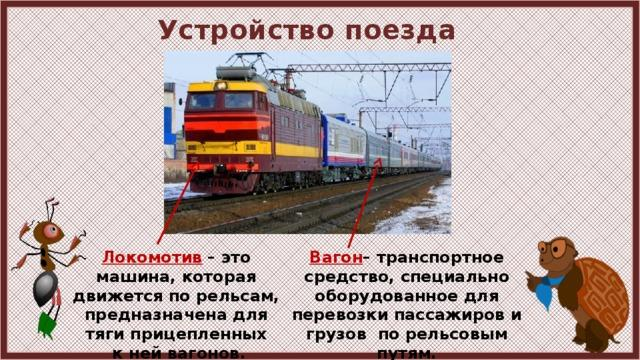 Устройство поезда
Локомотив – это
машина, которая
движется по рельсам,
предназначена для
тяги прицепленных
к ней вагонов.
Вагон– транспортное
средство, специально
оборудованное для
перевозки пассажиров и
грузов по рельсовым
путям.